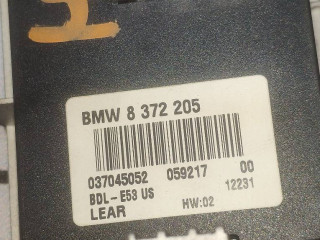 BMW 8 372 205
037045052 059217 00
BDL-E53 US 12231
LEAR HW:02